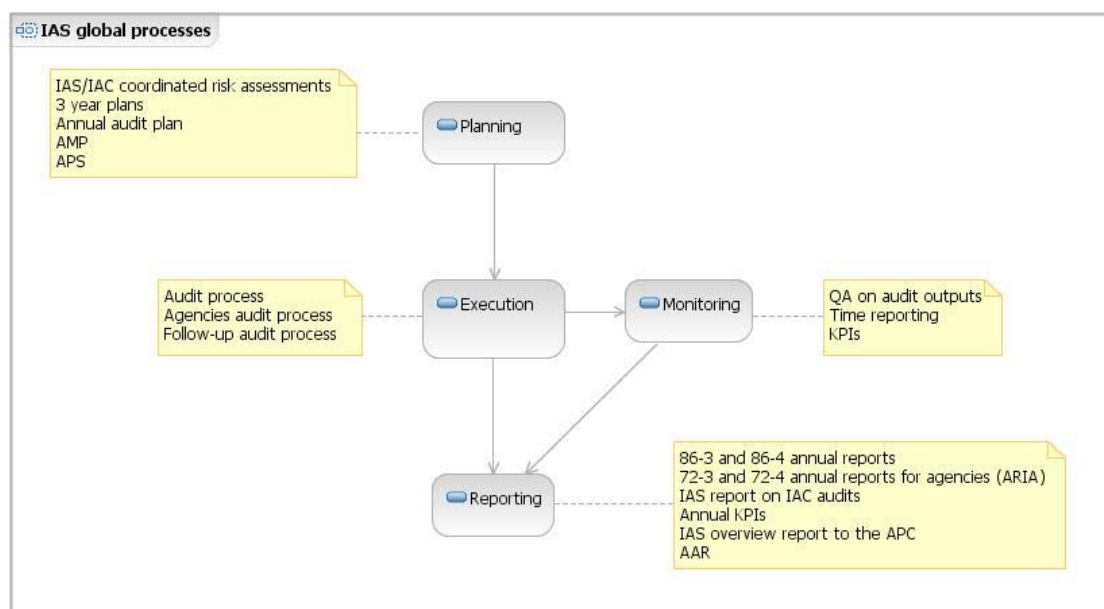 IAS global processes
IAS/IAC coordinated risk assessments
3 year plans
Annual audit plan
AMP
APS
Planning
Audit process
Agencies audit process
Follow-up audit process
Execution
Monitoring
QA on audit outputs
Time reporting
KPIs
Reporting
86-3 and 86-4 annual reports
72-3 and 72-4 annual reports for agencies (ARIA)
IAS report on IAC audits
Annual KPIs
IAS overview report to the APC
AAR